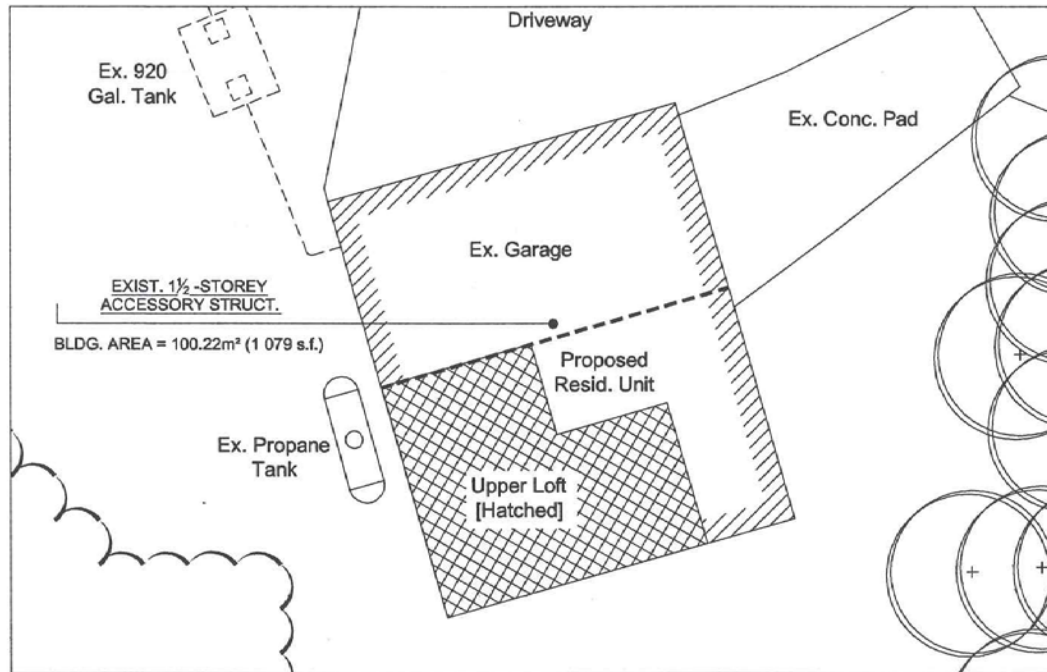 Driveway
Ex. 920
Gal. Tank
Ex. Conc. Pad
Ex. Garage
EXIST. 1½ -STOREY
ACCESSORY STRUCT.
BLDG. AREA = 100.22m² (1 079 s.f.)
Proposed
Resid. Unit
Ex. Propane
Tank
Upper Loft
[Hatched]